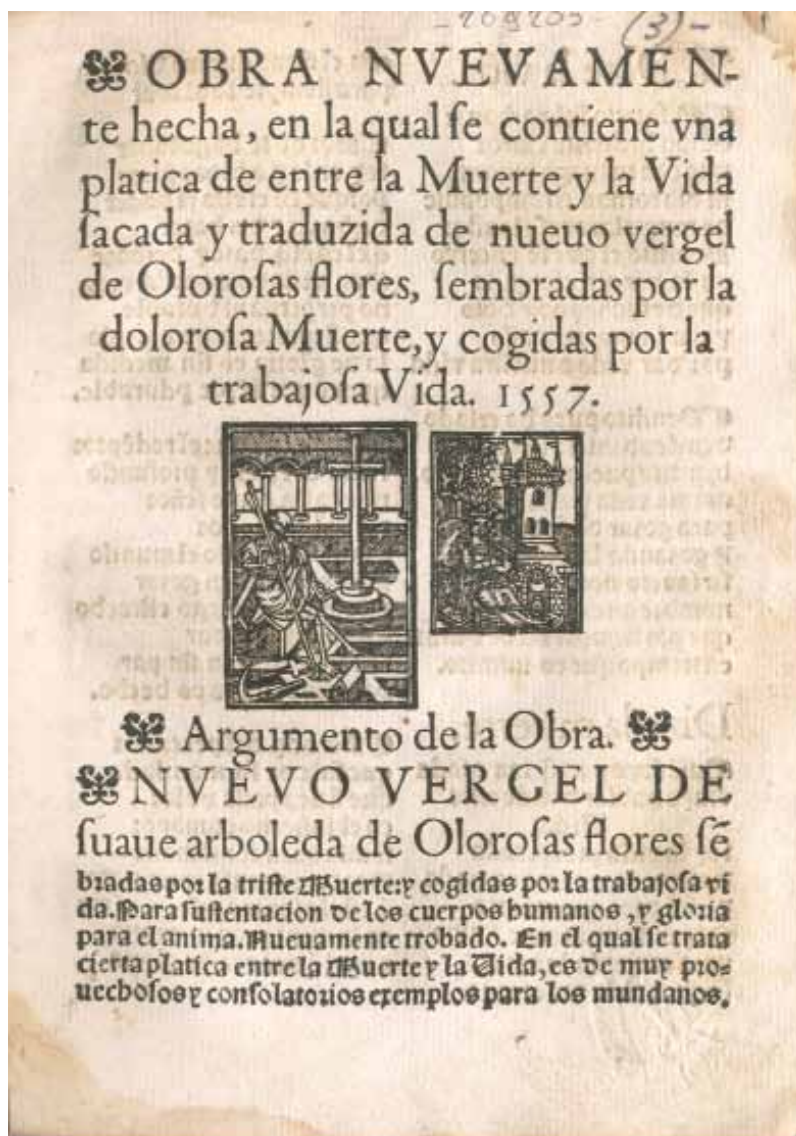 (3)-
OBRA NVEVAMEN-
te hecha, en la qual ſe contiene vna
platica de entre la Muerte y la Vida
ſacada y traduzida de nueuo vergel
de Oloroſas flores, ſembradas por la
doloroſa Muerte, y cogidas por la
trabajoſa Vida. 1557.
Argumento de la Obra.
NVEVO VERGEL DE
ſuaue arboleda de Oloroſas flores ſē
bradas por la triſte Muerte: y cogidas por la trabajoſa vi
da. Para ſuſtentacion de los cuerpos humanos, y gloria
para el anima. Nueuamente trobado. En el qual ſe trata
cierta platica entre la Muerte y la Vida, es de muy pro=
uechoſos y conſolatorios exemplos para los mundanos.